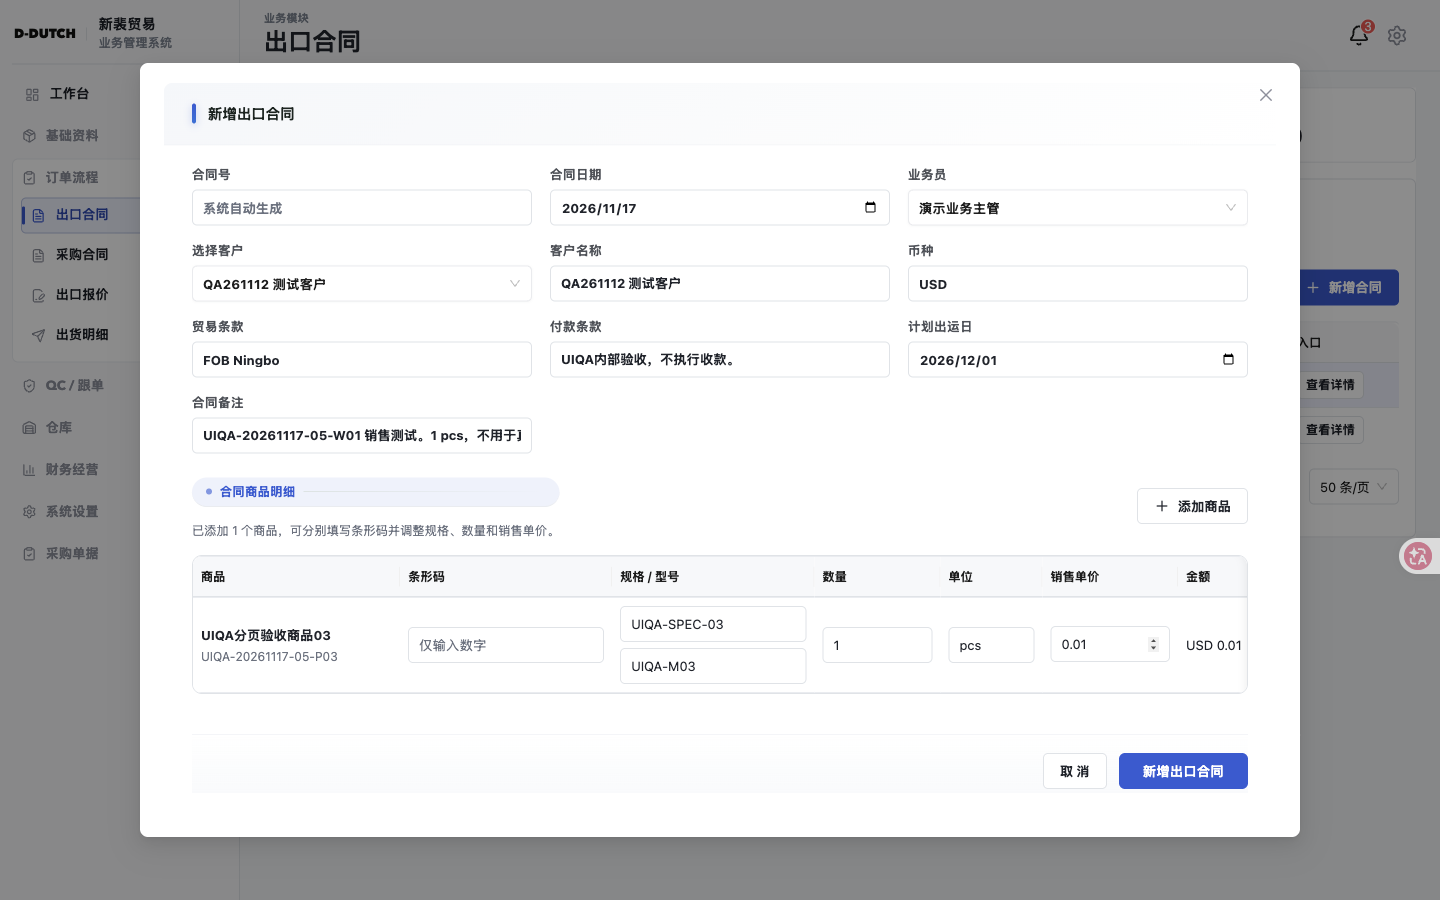 D-DUTCH
新裴贸易
业务管理系统
业务模块
出口合同
3
工作台
基础资料
订单流程
出口合同
采购合同
出口报价
出货明细
QC / 跟单
仓库
财务经营
系统设置
采购单据
新增合同
入口
查看详情
查看详情
50 条/页
新增出口合同
合同号
合同日期
业务员
系统自动生成
2026/11/17
演示业务主管
选择客户
客户名称
币种
QA261112 测试客户
QA261112 测试客户
USD
贸易条款
付款条款
计划出运日
FOB Ningbo
UIQA内部验收，不执行收款。
2026/12/01
合同备注
UIQA-20261117-05-W01 销售测试。1 pcs，不用于
合同商品明细
添加商品
已添加 1 个商品，可分别填写条形码并调整规格、数量和销售单价。
商品
条形码
规格 / 型号
数量
单位
销售单价
金额
UIQA分页验收商品03
UIQA-20261117-05-P03
仅输入数字
UIQA-SPEC-03
UIQA-M03
1
pcs
0.01
USD 0.01
取 消
新增出口合同